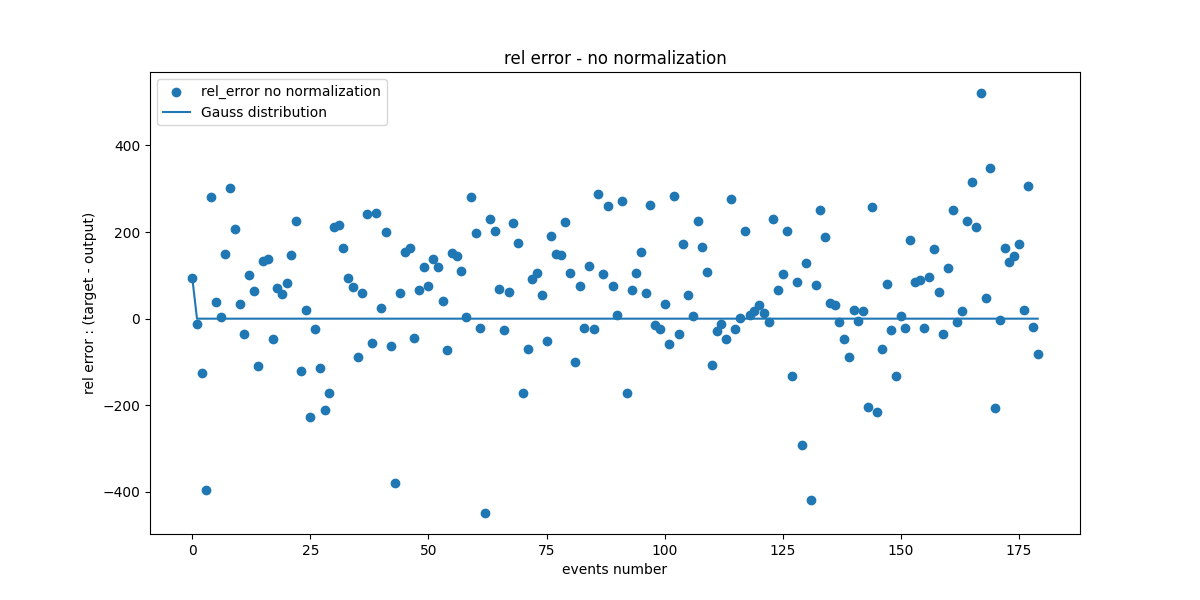 rel error - no normalization
rel_error no normalization
Gauss distribution
rel error : (target - output)
400
200
0
−200
−400
0 25 50 75 100 125 150 175
events number